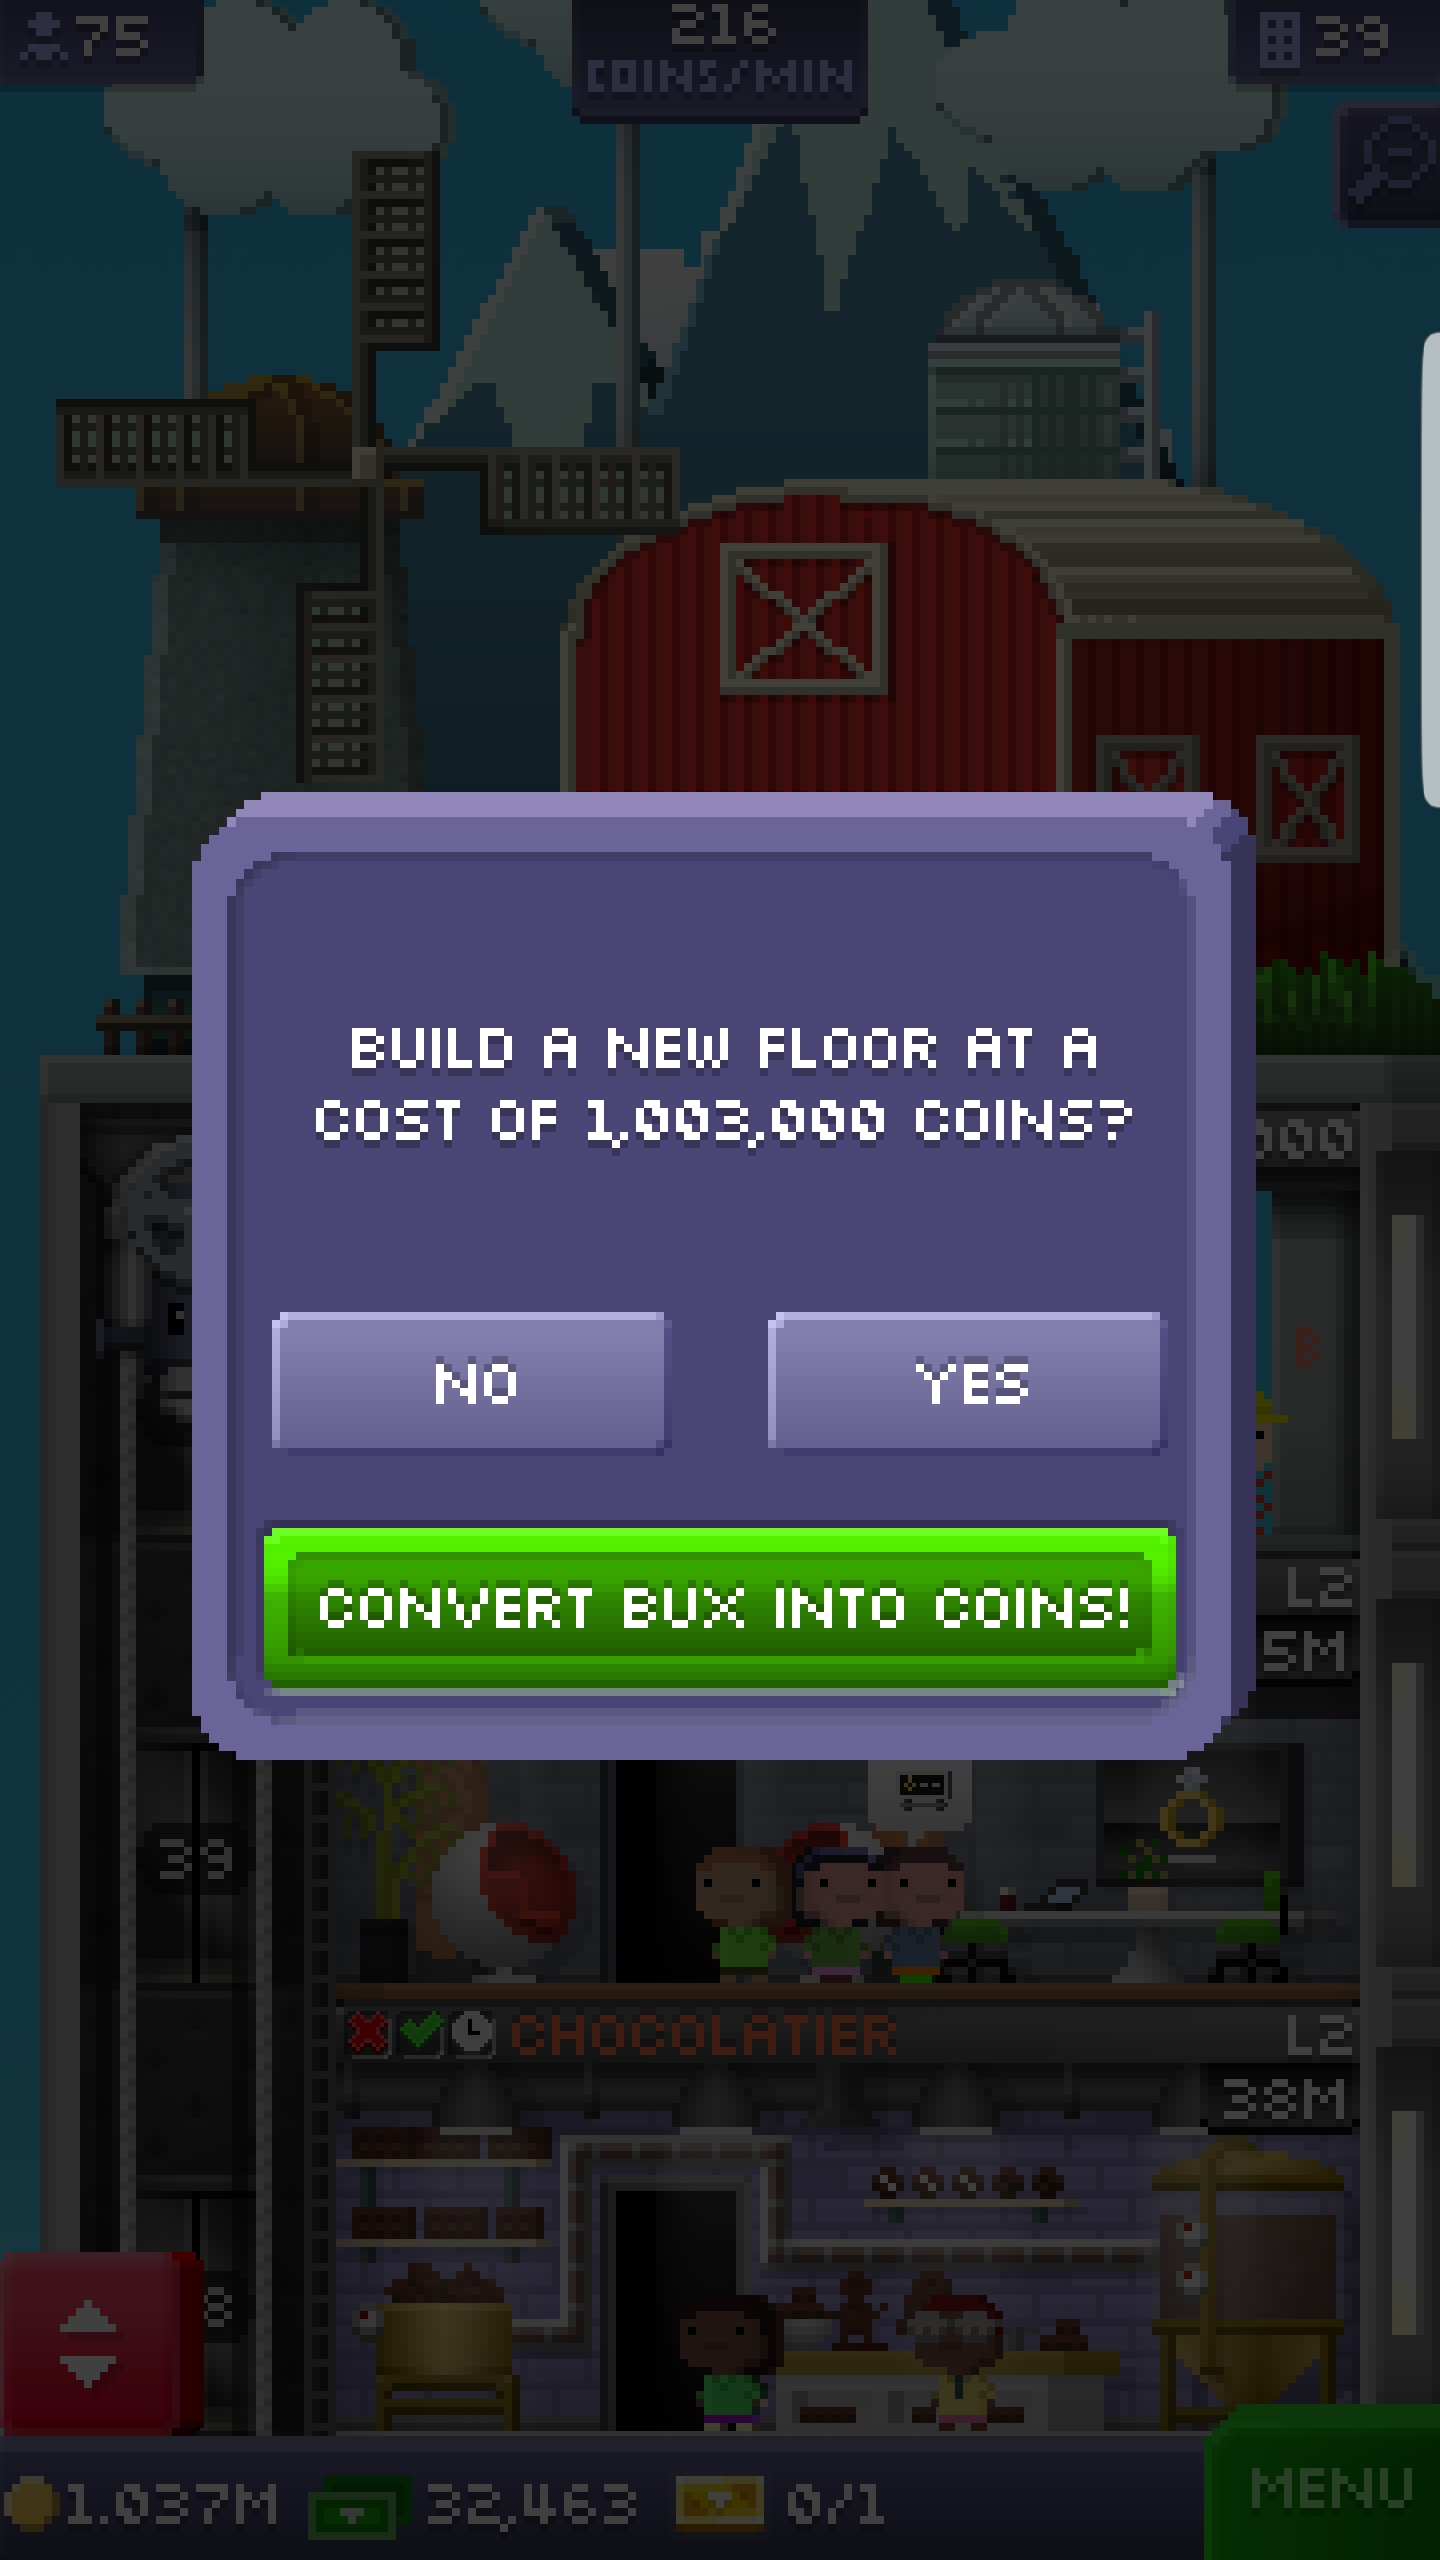 75
216
COINS/MIN
39
BUILD A NEW FLOOR AT A
COST OF 1,003,000 COINS?
NO
YES
CONVERT BUX INTO COINS!
B
L2
5M
39
CHOCOLATIER
L2
38M
8
1.037M
32,463
0/1
MENU